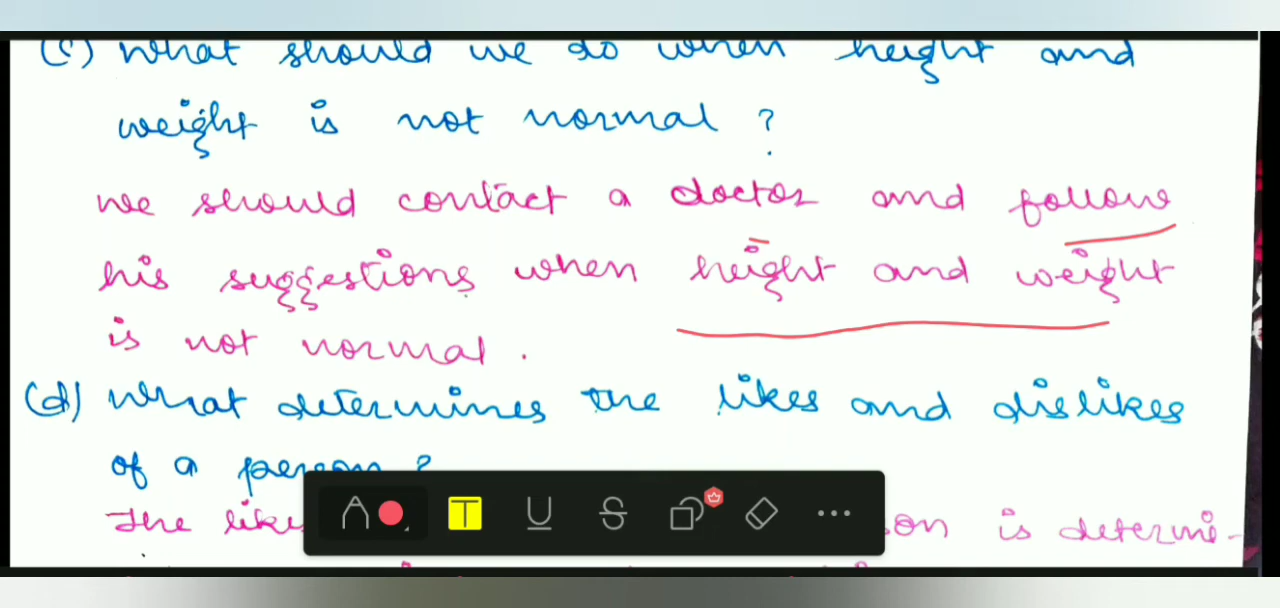 (c) What should we do when height and
weight is not normal ?
We should contact a doctor and follow
his suggestions when height and weight
is not normal .
(d) What determines the likes and dislikes
of a person ?
The like
son is determi-